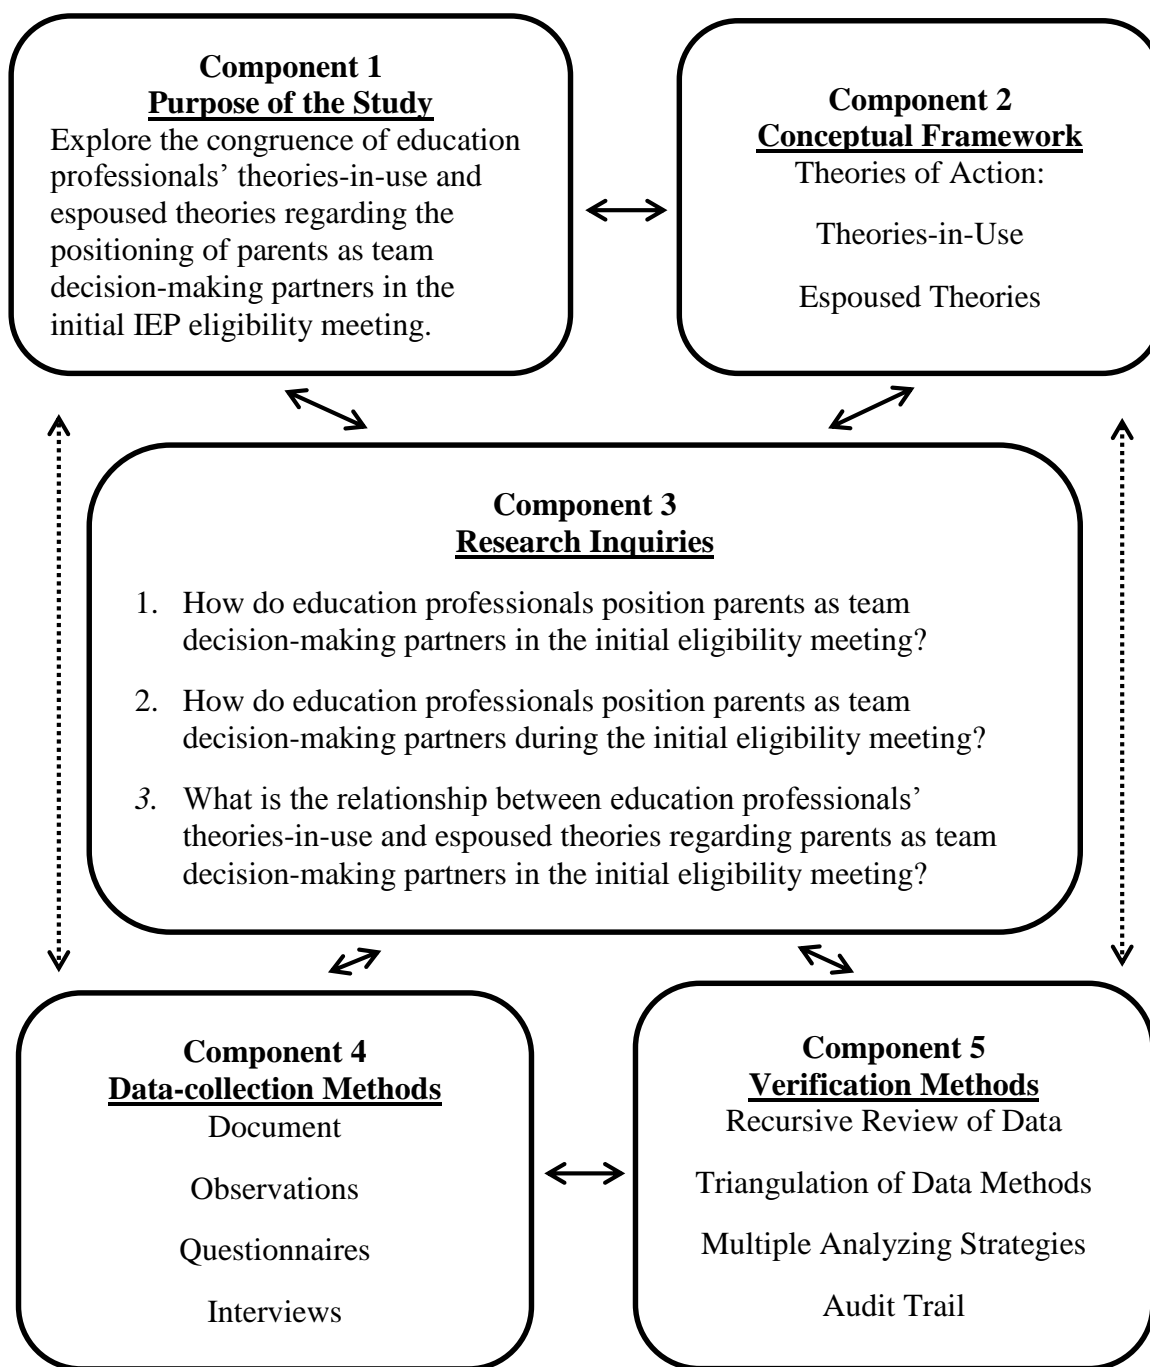 Component 1
Purpose of the Study
Explore the congruence of education
professionals’ theories-in-use and
espoused theories regarding the
positioning of parents as team
decision-making partners in the
initial IEP eligibility meeting.
Component 2
Conceptual Framework
Theories of Action:
Theories-in-Use
Espoused Theories
Component 3
Research Inquiries
1. How do education professionals position parents as team
decision-making partners in the initial eligibility meeting?
2. How do education professionals position parents as team
decision-making partners during the initial eligibility meeting?
3. What is the relationship between education professionals’
theories-in-use and espoused theories regarding parents as team
decision-making partners in the initial eligibility meeting?
Component 4
Data-collection Methods
Document
Observations
Questionnaires
Interviews
Component 5
Verification Methods
Recursive Review of Data
Triangulation of Data Methods
Multiple Analyzing Strategies
Audit Trail